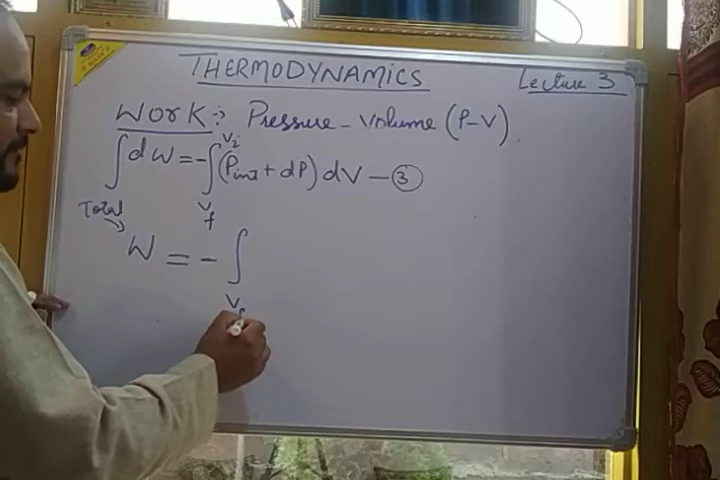 THERMODYNAMICS
Lecture 3
Work :- Pressure - Volume (P-V).
∫dW = -∫_{Vf}^{Vi} (Pint + dP) dV - ③
Total
W = - ∫_{Vf}